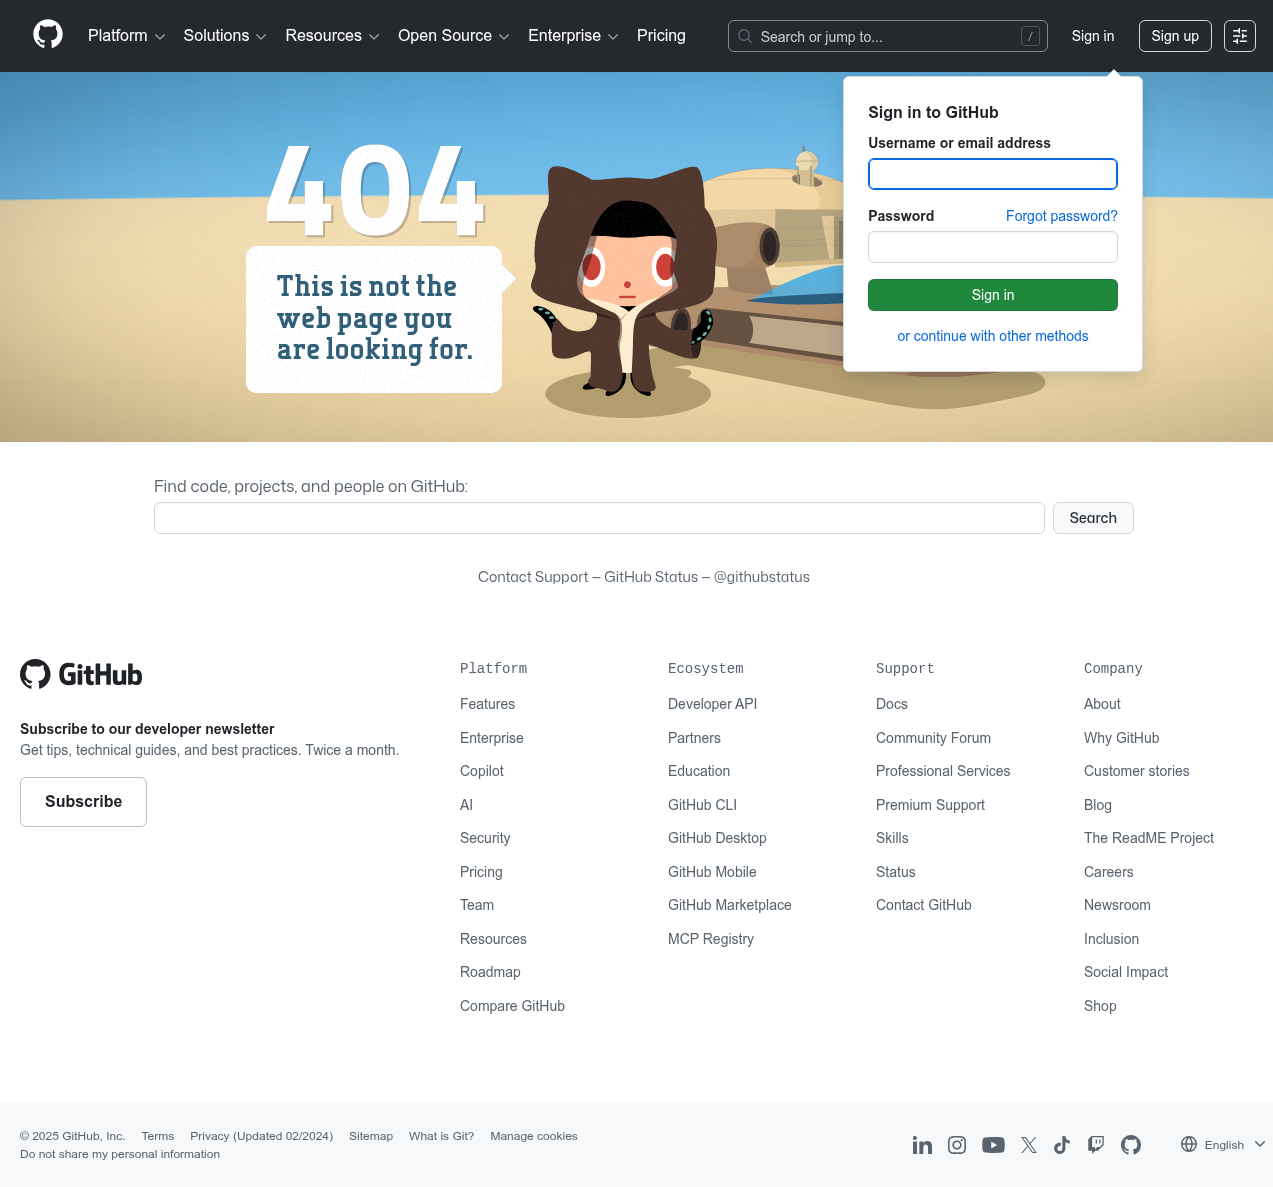 Platform
Solutions
Resources
Open Source
Enterprise
Pricing
Search or jump to...
/
Sign in
Sign up
Sign in to GitHub
Username or email address
Password
Forgot password?
Sign in
or continue with other methods
404
This is not the
web page you
are looking for.
Find code, projects, and people on GitHub:
Search
Contact Support — GitHub Status — @githubstatus
GitHub
Subscribe to our developer newsletter
Get tips, technical guides, and best practices. Twice a month.
Subscribe
Platform
Features
Enterprise
Copilot
AI
Security
Pricing
Team
Resources
Roadmap
Compare GitHub
Ecosystem
Developer API
Partners
Education
GitHub CLI
GitHub Desktop
GitHub Mobile
GitHub Marketplace
MCP Registry
Support
Docs
Community Forum
Professional Services
Premium Support
Skills
Status
Contact GitHub
Company
About
Why GitHub
Customer stories
Blog
The ReadME Project
Careers
Newsroom
Inclusion
Social Impact
Shop
© 2025 GitHub, Inc.
Terms
Privacy (Updated 02/2024)
Sitemap
What is Git?
Manage cookies
Do not share my personal information
English